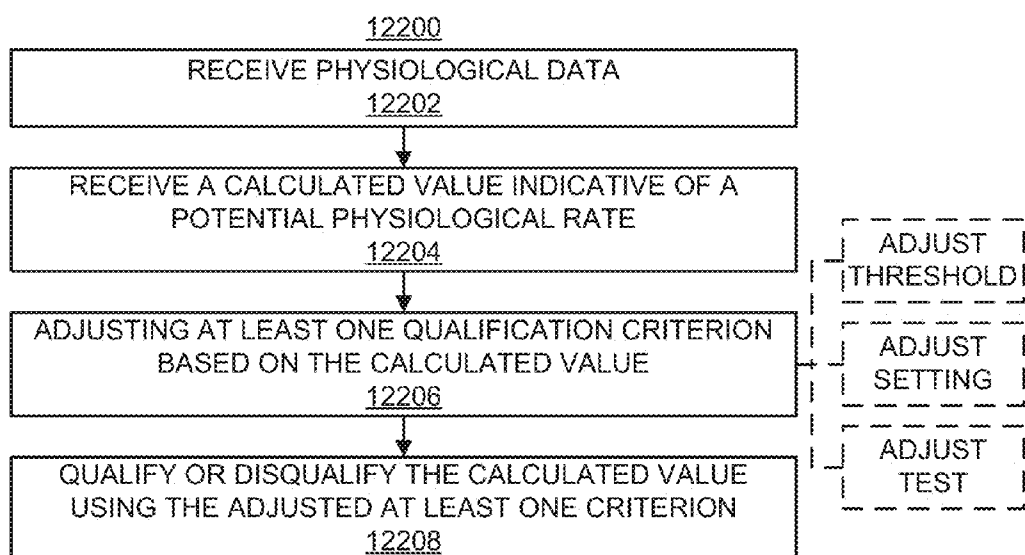 12200
RECEIVE PHYSIOLOGICAL DATA
12202
RECEIVE A CALCULATED VALUE INDICATIVE OF A
POTENTIAL PHYSIOLOGICAL RATE
12204
ADJUSTING AT LEAST ONE QUALIFICATION CRITERION
BASED ON THE CALCULATED VALUE
12206
QUALIFY OR DISQUALIFY THE CALCULATED VALUE
USING THE ADJUSTED AT LEAST ONE CRITERION
12208
ADJUST
THRESHOLD
ADJUST
SETTING
ADJUST
TEST